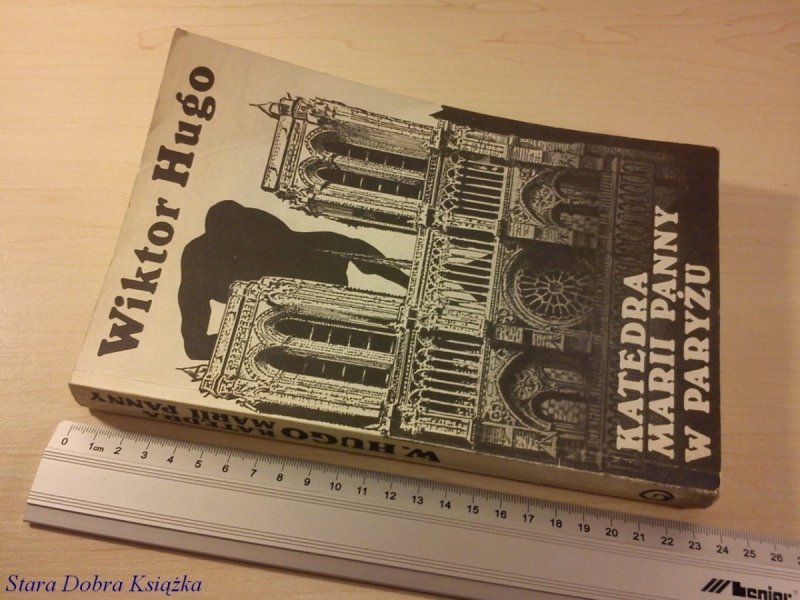 Wiktor Hugo
KATEDRA
MARII PANNY
W PARYŻU
W. HUGO KATEDRA
MARII PANNY
0 1cm 2 3 4 5 6 7 8 9 10 11 12 13 14 15 16 17 18 19 20 21 22 23 24 25 26
Stara Dobra Książka